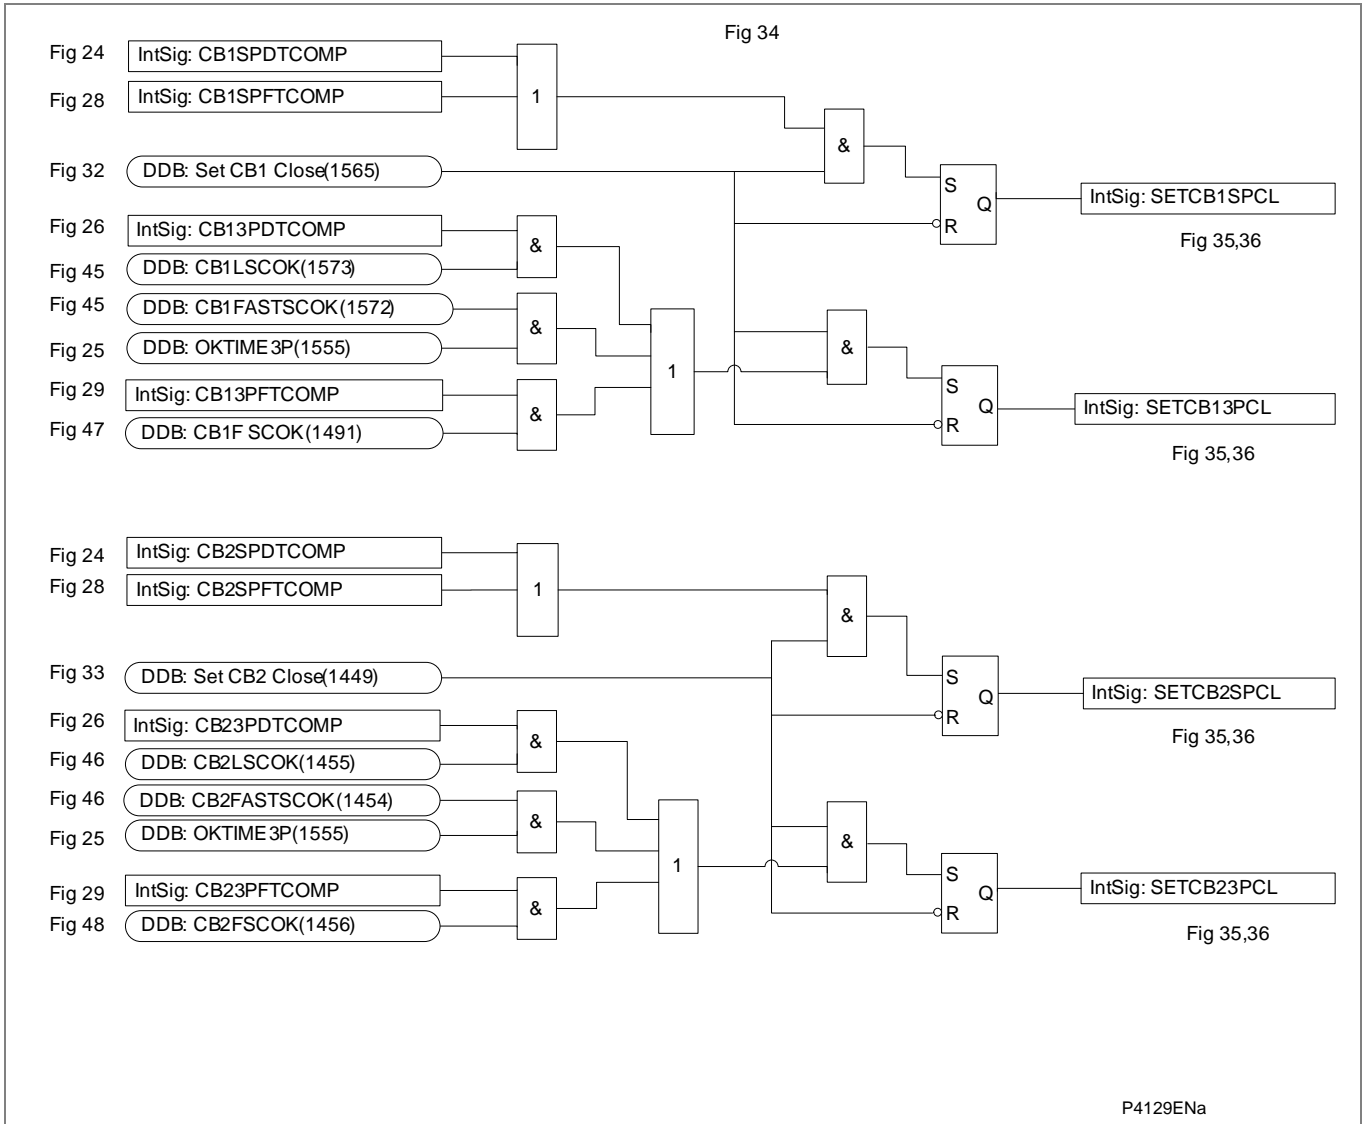 Fig 34
Fig 24 IntSig: CB1SPDTCOMP
Fig 28 IntSig: CB1SPFTCOMP
1
&
Fig 32 DDB: Set CB1 Close(1565)
S
Q
R
IntSig: SETCB1SPCL
Fig 35,36
Fig 26 IntSig: CB13PDTCOMP
&
Fig 45 DDB: CB1LSCOK(1573)
Fig 45 DDB: CB1FASTSCOK(1572)
&
Fig 25 DDB: OKTIME3P(1555)
&
1
Fig 29 IntSig: CB13PFTCOMP
&
Fig 47 DDB: CB1F SCOK(1491)
S
Q
R
IntSig: SETCB13PCL
Fig 35,36
Fig 24 IntSig: CB2SPDTCOMP
Fig 28 IntSig: CB2SPFTCOMP
1
&
Fig 33 DDB: Set CB2 Close(1449)
S
Q
R
IntSig: SETCB2SPCL
Fig 35,36
Fig 26 IntSig: CB23PDTCOMP
&
Fig 46 DDB: CB2LSCOK(1455)
Fig 46 DDB: CB2FASTSCOK(1454)
&
Fig 25 DDB: OKTIME3P(1555)
&
1
Fig 29 IntSig: CB23PFTCOMP
&
Fig 48 DDB: CB2FSCOK(1456)
S
Q
R
IntSig: SETCB23PCL
Fig 35,36
P4129ENa